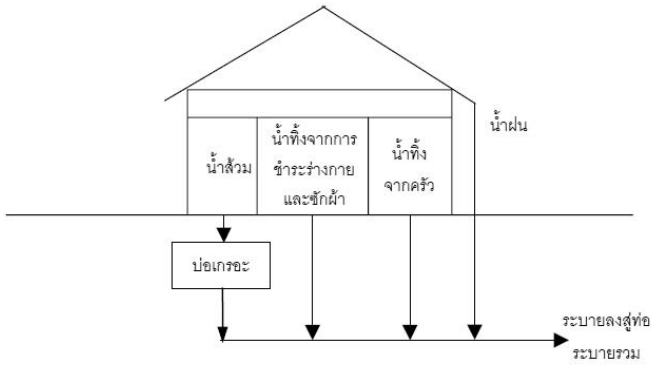 น้ำฝน
น้ำส้วม
น้ำทิ้งจากการ
ชำระร่างกาย
และซักผ้า
น้ำทิ้ง
จากครัว
บ่อเกรอะ
ระบายลงสู่ท่อ
ระบายรวม